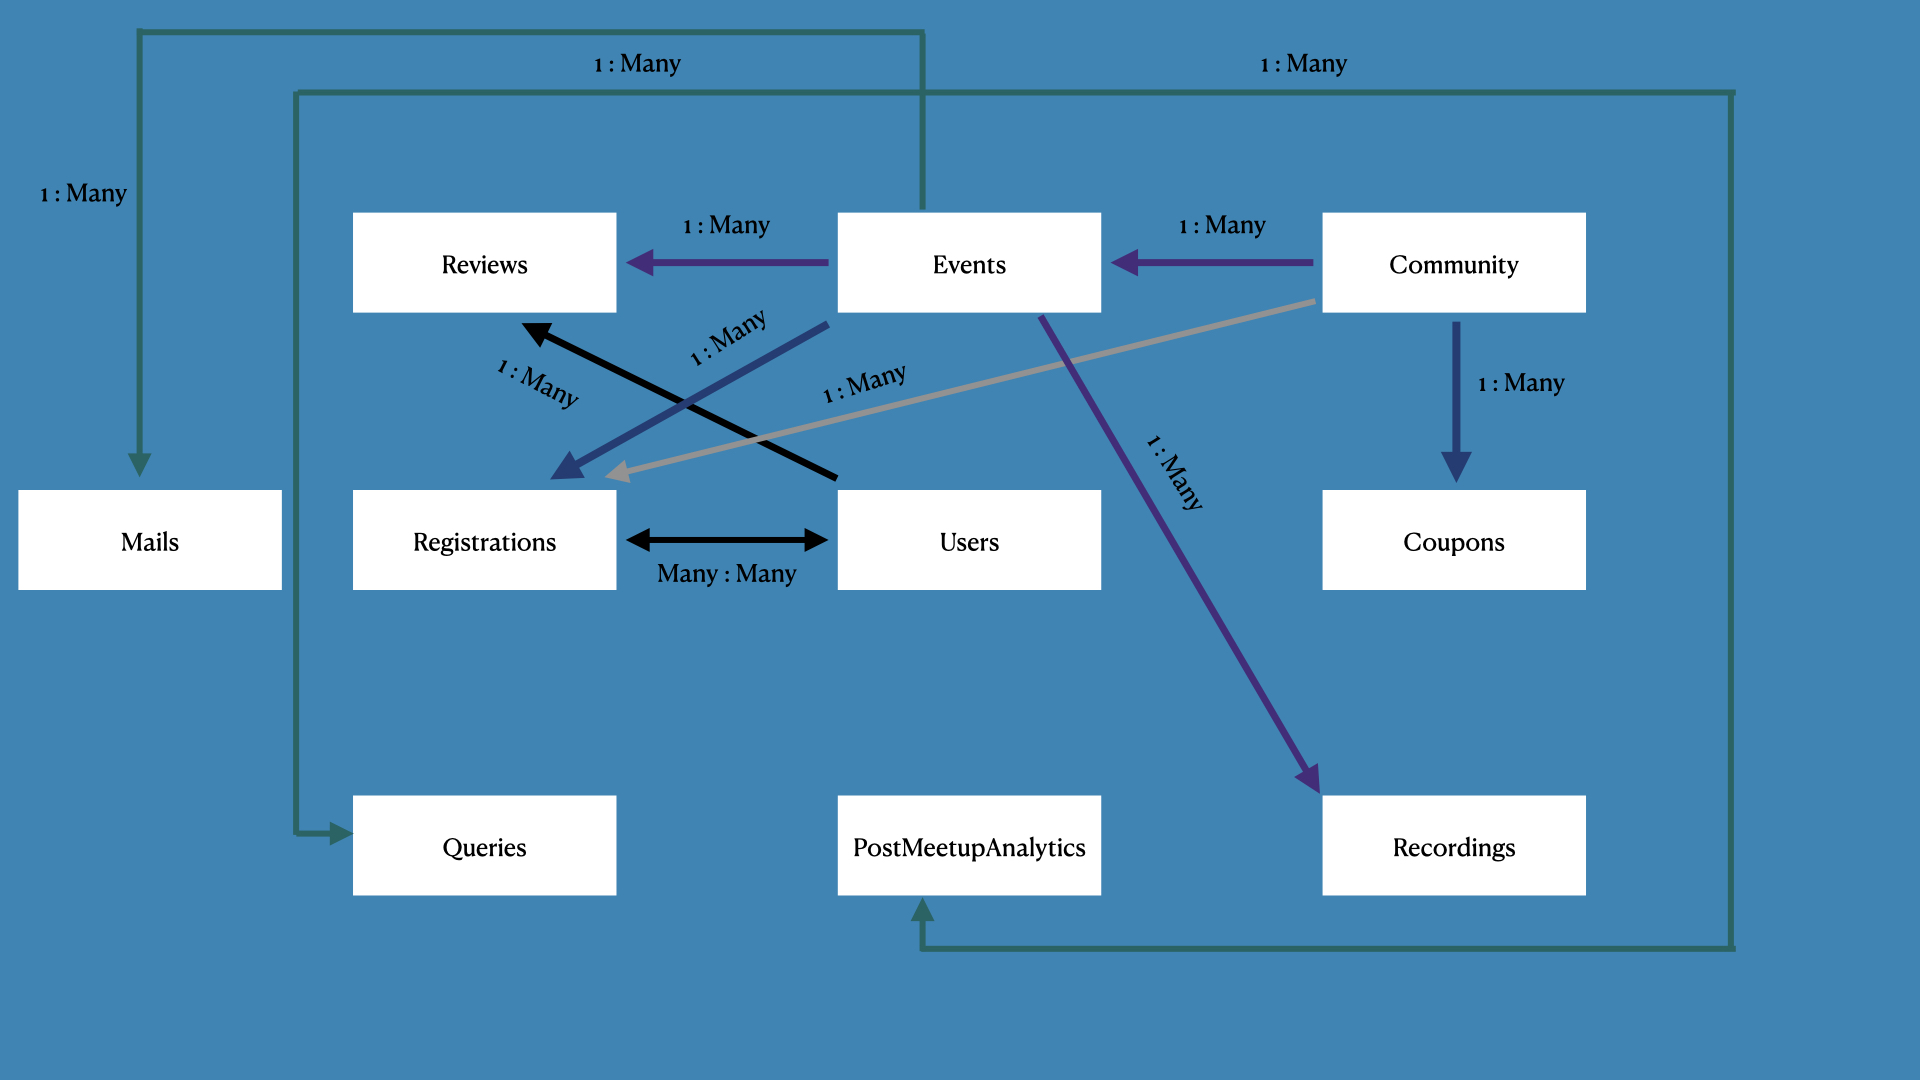 1 : Many
1 : Many
1 : Many
1 : Many
1 : Many
Reviews
Events
Community
1 : Many
1 : Many
1 : Many
1 : Many
1 : Many
Mails
Registrations
Users
Coupons
Many : Many
Queries
PostMeetupAnalytics
Recordings